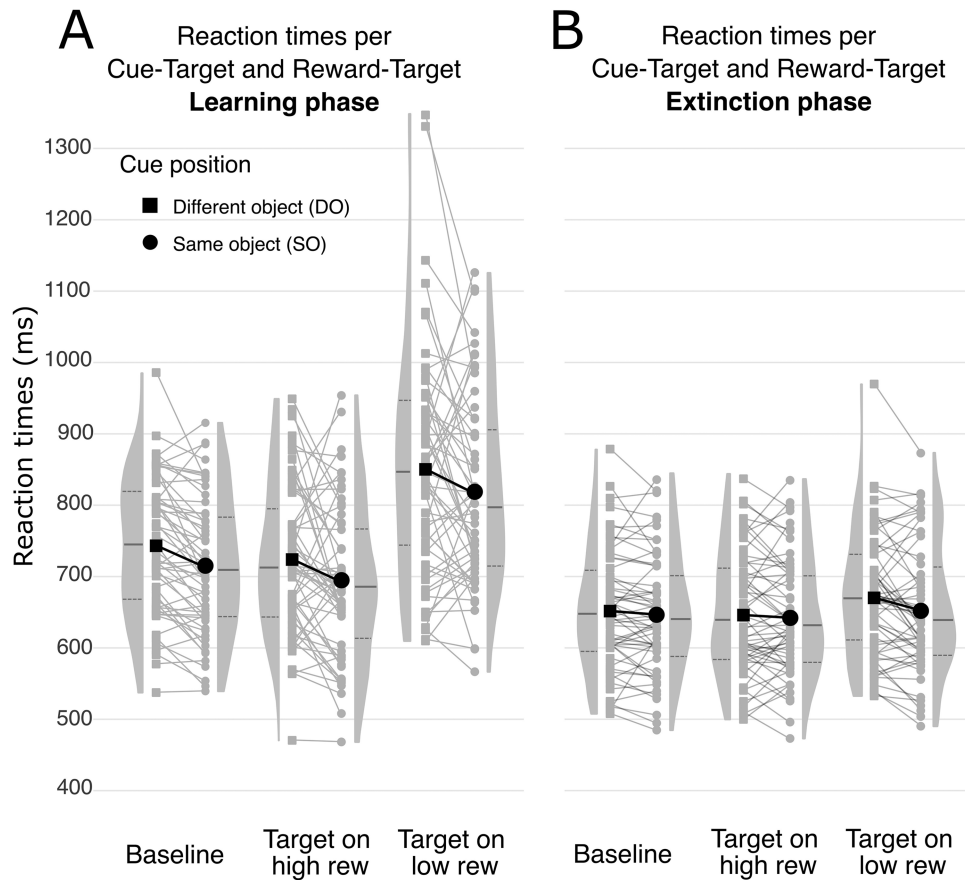 A
Reaction times per
Cue-Target and Reward-Target
Learning phase
B
Reaction times per
Cue-Target and Reward-Target
Extinction phase
Reaction times (ms)
1300
1200
1100
1000
900
800
700
600
500
400
Cue position
Different object (DO)
Same object (SO)
Baseline
Target on
high rew
Target on
low rew
Baseline
Target on
high rew
Target on
low rew